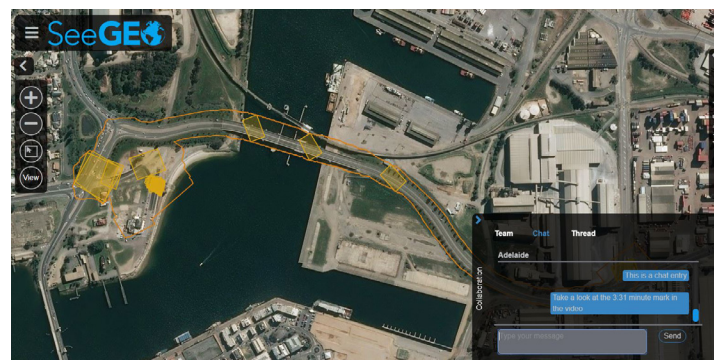 SeeGEO
View
Team Chat Thread
Adelaide
This is a chat entry
Take a look at the 3.31 minute mark in
the video
Collaboration
Type your message
Send